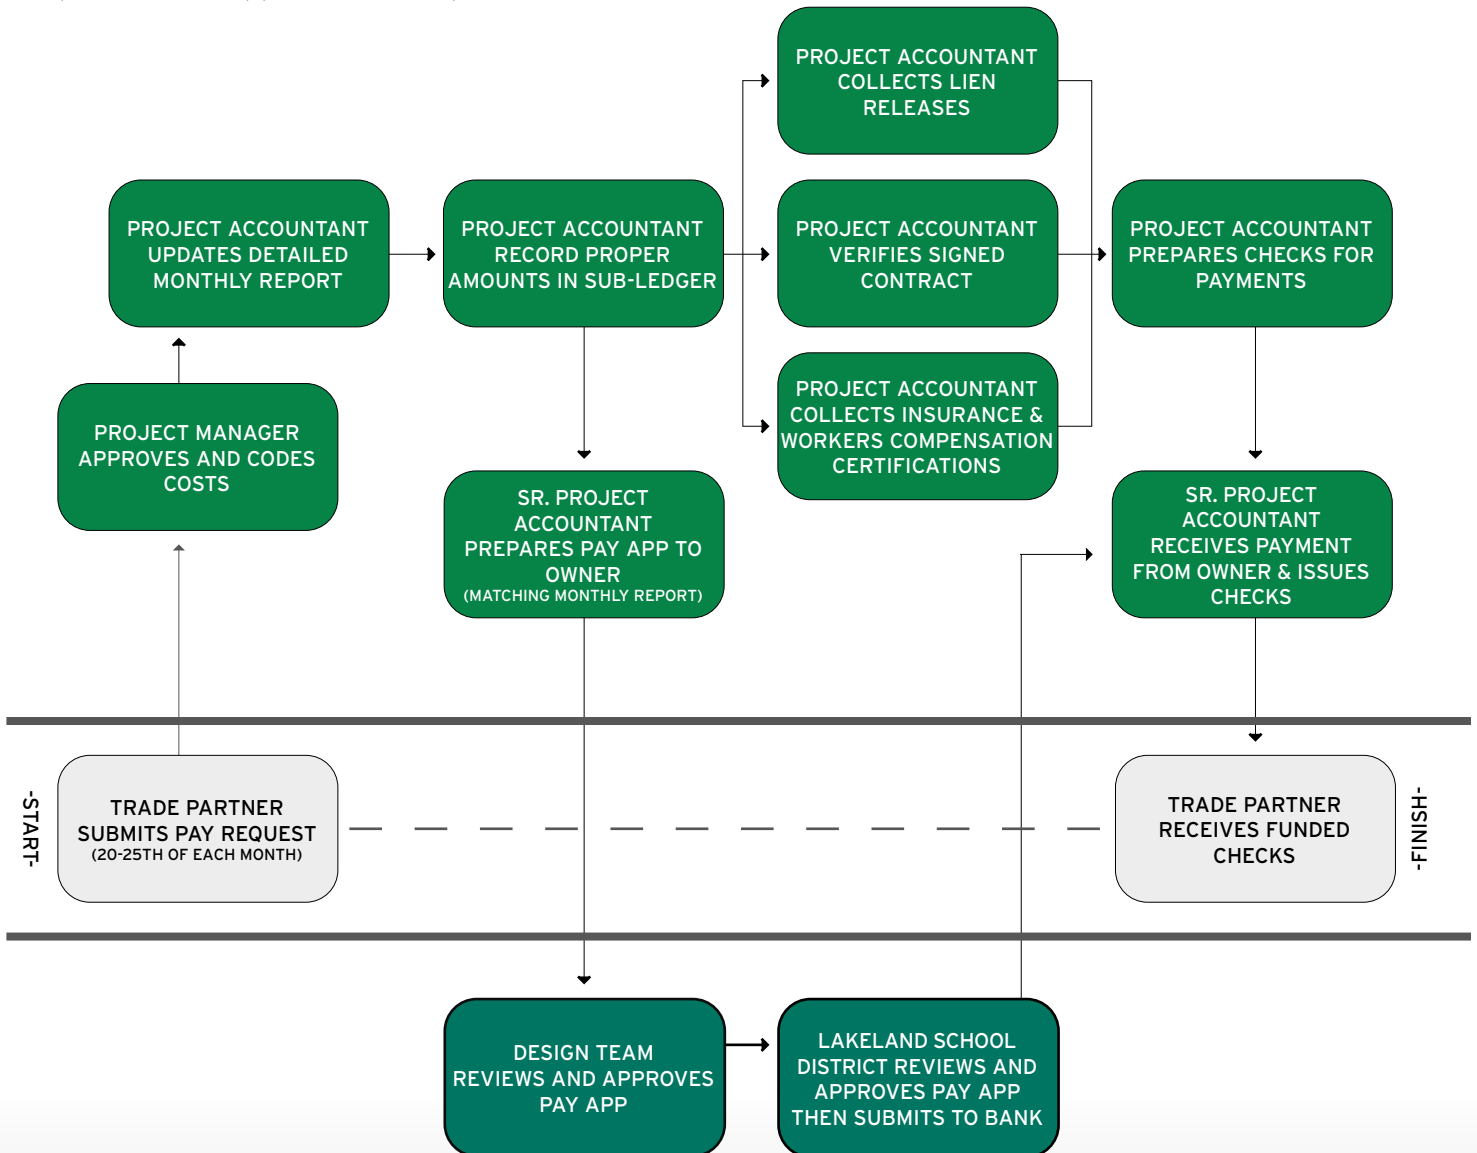 PROJECT ACCOUNTANT
COLLECTS LIEN
RELEASES
PROJECT ACCOUNTANT
UPDATES DETAILED
MONTHLY REPORT
PROJECT ACCOUNTANT
RECORD PROPER
AMOUNTS IN SUB-LEDGER
PROJECT ACCOUNTANT
VERIFIES SIGNED
CONTRACT
PROJECT ACCOUNTANT
PREPARES CHECKS FOR
PAYMENTS
PROJECT MANAGER
APPROVES AND CODES
COSTS
PROJECT ACCOUNTANT
COLLECTS INSURANCE &
WORKERS COMPENSATION
CERTIFICATIONS
SR. PROJECT
ACCOUNTANT
PREPARES PAY APP TO
OWNER
(MATCHING MONTHLY REPORT)
SR. PROJECT
ACCOUNTANT
RECEIVES PAYMENT
FROM OWNER & ISSUES
CHECKS
-START-
TRADE PARTNER
SUBMITS PAY REQUEST
(20-25TH OF EACH MONTH)
TRADE PARTNER
RECEIVES FUNDED
CHECKS
-FINISH-
DESIGN TEAM
REVIEWS AND APPROVES
PAY APP
LAKELAND SCHOOL
DISTRICT REVIEWS AND
APPROVES PAY APP
THEN SUBMITS TO BANK